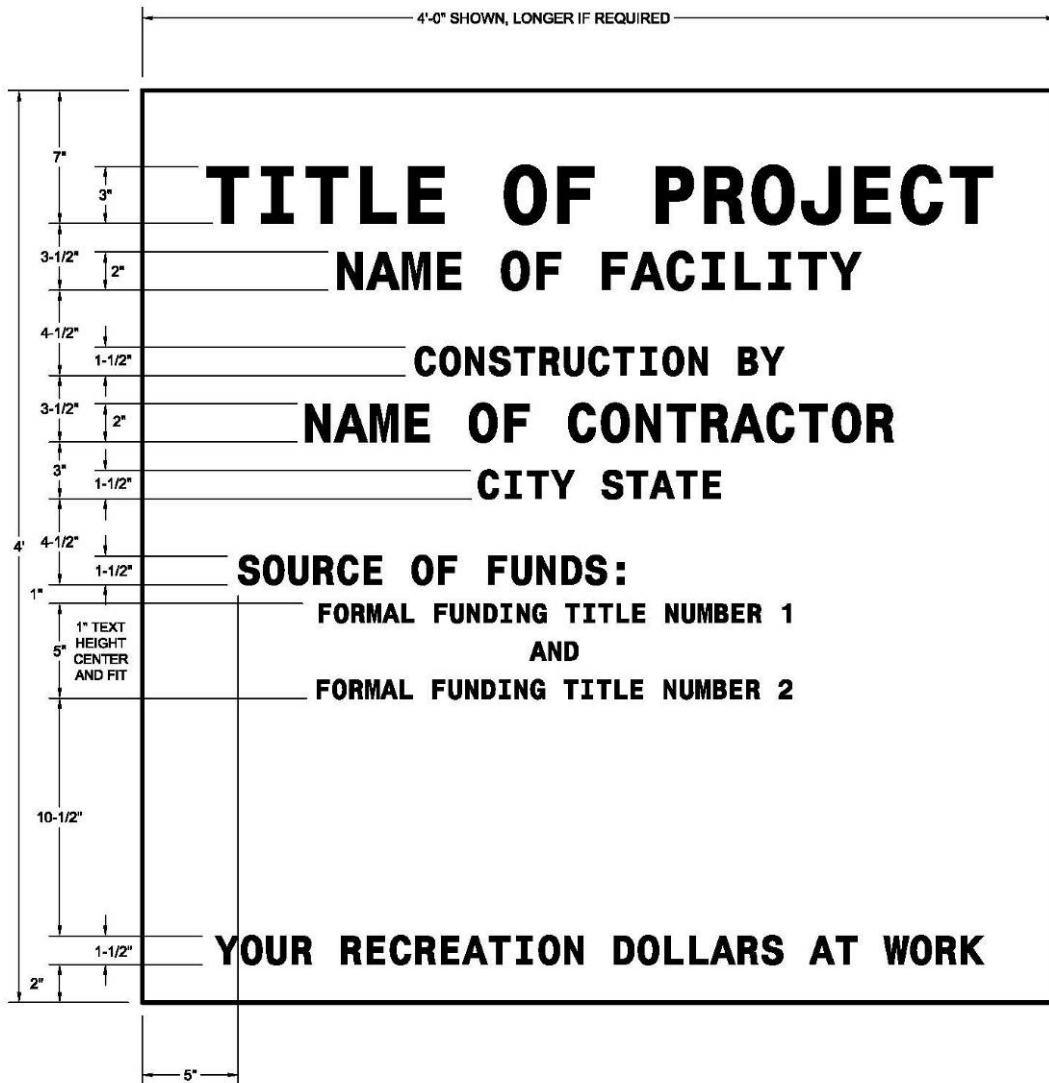 4'-0" SHOWN, LONGER IF REQUIRED
7"
3"
TITLE OF PROJECT
3-1/2"
2"
NAME OF FACILITY
4-1/2"
1-1/2"
CONSTRUCTION BY
3-1/2"
2"
NAME OF CONTRACTOR
3"
1-1/2"
CITY STATE
4'
4-1/2"
1-1/2"
SOURCE OF FUNDS:
1"
FORMAL FUNDING TITLE NUMBER 1
5"
1" TEXT
HEIGHT
CENTER
AND FIT
AND
FORMAL FUNDING TITLE NUMBER 2
10-1/2"
1-1/2"
YOUR RECREATION DOLLARS AT WORK
2"
5"